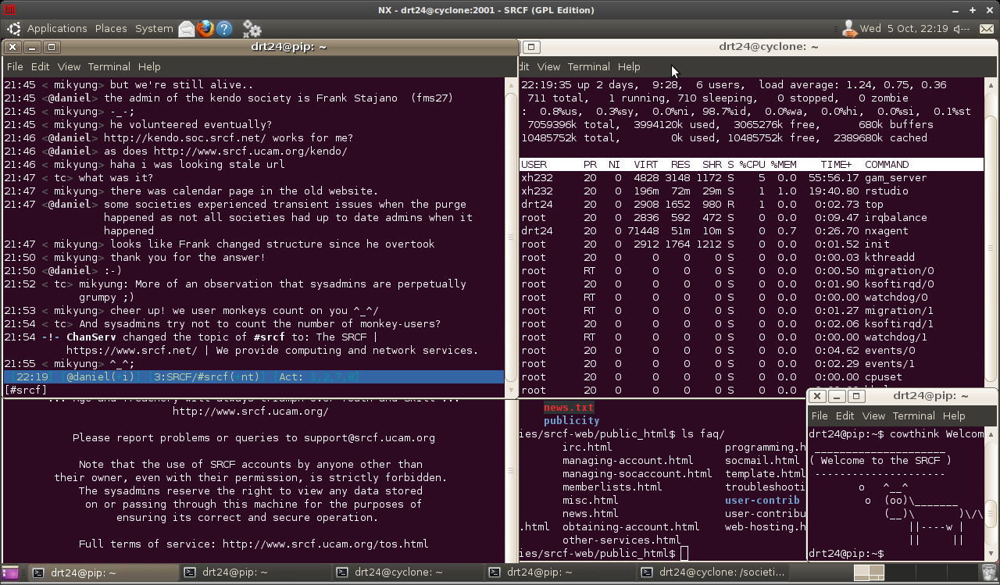 NX - drt24@cyclone:2001 - SRCF (GPL Edition)
Applications Places System
Wed 5 Oct, 22:19
drt24@pip: ~
File Edit View Terminal Help
21:45 < mikyung> but we're still alive..
21:45 <@daniel> the admin of the kendo society is Frank Stajano (fms27)
21:45 < mikyung> -_-;
21:45 < mikyung> he volunteered eventually?
21:46 <@daniel> http://kendo.soc.srcf.net/ works for me?
21:46 <@daniel> as does http://www.srcf.ucam.org/kendo/
21:46 < mikyung> haha i was looking stale url
21:47 < tc> what was it?
21:47 < mikyung> there was calendar page in the old website.
21:47 <@daniel> some societies experienced transient issues when the purge
happened as not all societies had up to date admins when it
happened
21:47 < mikyung> looks like Frank changed structure since he overtook
21:50 < mikyung> thank you for the answer!
21:50 <@daniel> :-)
21:52 < tc> mikyung: More of an observation that sysadmins are perpetually
grumpy ;)
21:53 < mikyung> cheer up! we user monkeys count on you ^_^/
21:54 < tc> And sysadmins try not to count the number of monkey-users?
21:54 -!- ChanServ changed the topic of #srcf to: The SRCF |
https://www.srcf.net/ | We provide computing and network services.
21:55 < mikyung> ^_^;
[22:19] [@daniel(+i)] [3:SRCF/#srcf(+nt)] [Act: 1,2,7,8]
[#srcf]
drt24@cyclone: ~
dit View Terminal Help
22:19:35 up 2 days, 9:28, 6 users, load average: 1.24, 0.75, 0.36
711 total, 1 running, 710 sleeping, 0 stopped, 0 zombie
: 0.8%us, 0.3%sy, 0.0%ni, 98.7%id, 0.0%wa, 0.0%hi, 0.0%si, 0.1%st
7059396k total, 3994120k used, 3065276k free, 680k buffers
10485752k total, 0k used, 10485752k free, 2389680k cached
USER PR NI VIRT RES SHR S %CPU %MEM TIME+ COMMAND
xh232 20 0 4828 3148 1172 S 5 0.0 55:56.17 gam_server
xh232 20 0 196m 72m 29m S 1 1.0 19:40.80 rstudio
drt24 20 0 2908 1652 980 R 1 0.0 0:02.73 top
root 20 0 2836 592 472 S 0 0.0 0:09.47 irqbalance
drt24 20 0 71448 51m 10m S 0 0.7 0:26.70 nxagent
root 20 0 2912 1764 1212 S 0 0.0 0:01.52 init
root 20 0 0 0 0 S 0 0.0 0:00.03 kthreadd
root RT 0 0 0 0 S 0 0.0 0:00.50 migration/0
root 20 0 0 0 0 S 0 0.0 0:01.90 ksoftirqd/0
root RT 0 0 0 0 S 0 0.0 0:00.00 watchdog/0
root RT 0 0 0 0 S 0 0.0 0:01.27 migration/1
root 20 0 0 0 0 S 0 0.0 0:02.06 ksoftirqd/1
root RT 0 0 0 0 S 0 0.0 0:00.00 watchdog/1
root 20 0 0 0 0 S 0 0.0 0:04.62 events/0
root 20 0 0 0 0 S 0 0.0 0:02.29 events/1
root 20 0 0 0 0 S 0 0.0 0:00.00 cpuset
root 20 0 0 0 0 S 0 0.0
... Age and Treachery will always triumph over Youth and Skill ...
http://www.srcf.ucam.org/
Please report problems or queries to support@srcf.ucam.org
Note that the use of SRCF accounts by anyone other than
their owner, even with their permission, is strictly forbidden.
The sysadmins reserve the right to view any data stored
on or passing through this machine for the purposes of
ensuring its correct and secure operation.
Full terms of service: http://www.srcf.ucam.org/tos.html
news.txt
publicity
ies/srcf-web/public_html$ ls faq/
irc.html programming.h
managing-account.html socmail.html
managing-socaccount.html template.html
memberlists.html troubleshooti
misc.html user-contrib
news.html user-contribu
.html obtaining-account.html web-hosting.h
other-services.html
ies/srcf-web/public_html$
drt24@pip: ~
File Edit View Terminal Help
drt24@pip:~$ cowthink Welcom
_____________________
( Welcome to the SRCF )
---------------------
o ^__^
o (oo)\_______
(__)\ )\/\
||----w |
|| ||
drt24@pip:~$
drt24@pip: ~
drt24@pip: ~
drt24@cyclone: ~
drt24@pip: ~
drt24@cyclone: /societi...